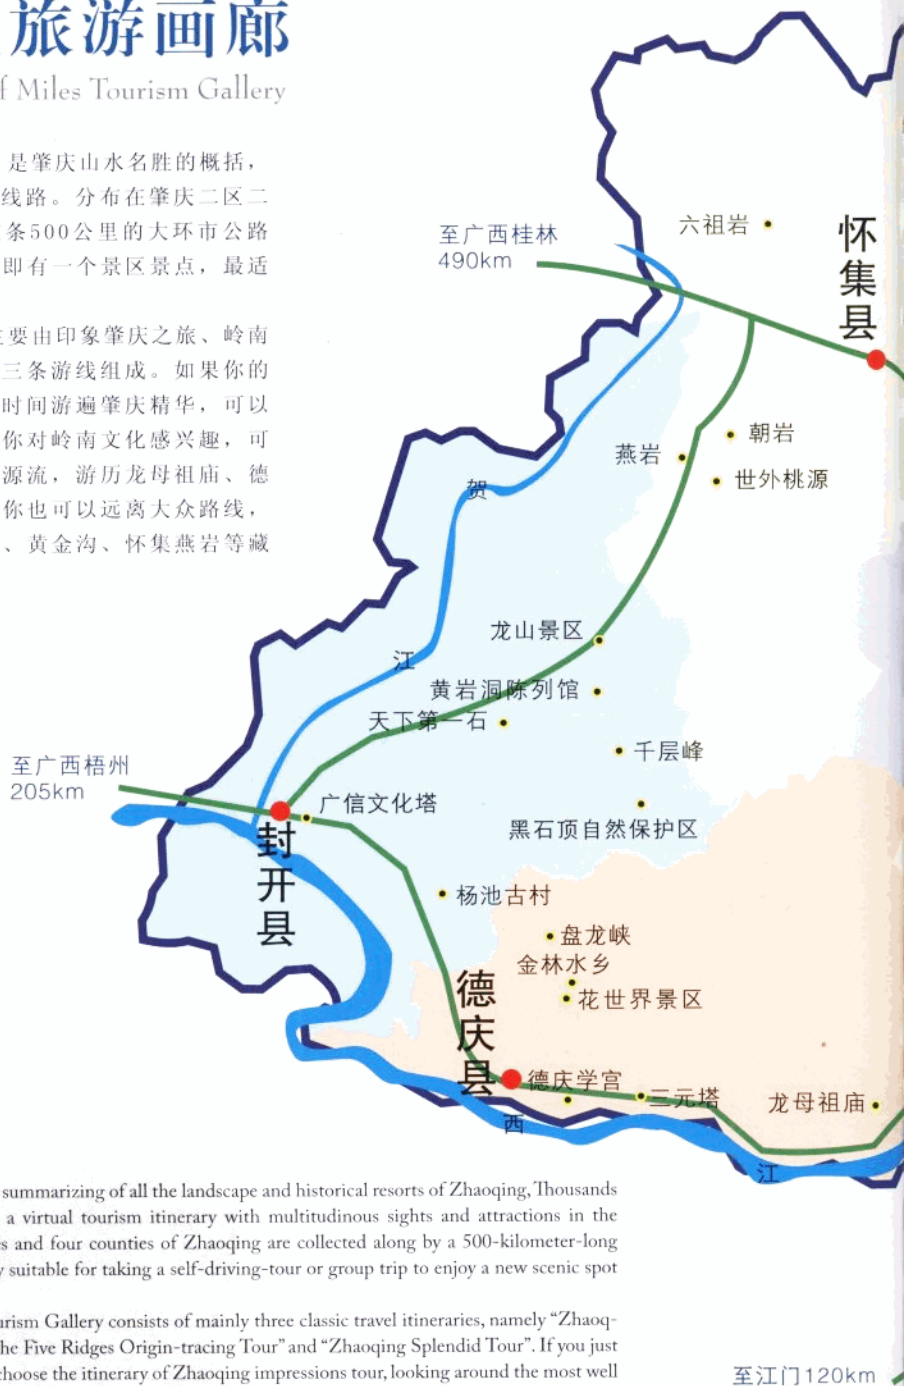 旅游画廊
f Miles Tourism Gallery
是肇庆山水名胜的概括，
线路。分布在肇庆二区二
条500公里的大环市公路
即有一个景区景点，最适
主要由印象肇庆之旅、岭南
三条游线组成。如果你的
时间游遍肇庆精华，可以
你对岭南文化感兴趣，可
源流，游历龙母祖庙、德
你也可以远离大众路线，
、黄金沟、怀集燕岩等藏
至广西桂林
490km
六祖岩
怀集县
朝岩
燕岩
世外桃源
贺
龙山景区
江
黄岩洞陈列馆
天下第一石
千层峰
至广西梧州
205km
广信文化塔
黑石顶自然保护区
封开县
杨池古村
盘龙峡
金林水乡
德庆县
花世界景区
德庆学宫
三元塔
龙母祖庙
西
江
summarizing of all the landscape and historical resorts of Zhaoqing, Thousands
a virtual tourism itinerary with multitudinous sights and attractions in the
s and four counties of Zhaoqing are collected along by a 500-kilometer-long
y suitable for taking a self-driving-tour or group trip to enjoy a new scenic spot
urism Gallery consists of mainly three classic travel itineraries, namely “Zhaoq-
he Five Ridges Origin-tracing Tour” and “Zhaoqing Splendid Tour”. If you just
choose the itinerary of Zhaoqing impressions tour, looking around the most well
至江门120km